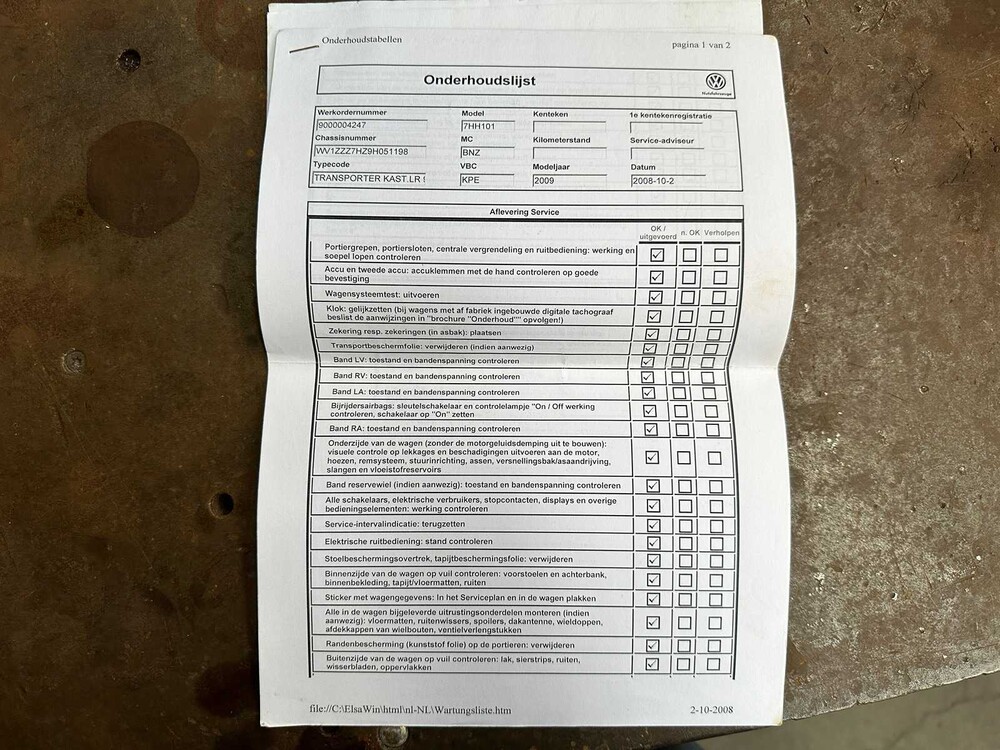 Onderhoudstabellen
pagina 1 van 2
Onderhoudslijst
Nutzfahrzeuge
Werkordernummer
Model
Kenteken
1e kentekenregistratie
9000004247
7HH101
Chassisnummer
MC
Kilometerstand
Service-adviseur
WV1ZZZ7HZ9H051198
BNZ
Typecode
VBC
Modeljaar
Datum
TRANSPORTER KAST.LR
KPE
2009
2008-10-2
Aflevering Service
OK /
uitgevoerd
n. OK
Verholpen
Portiergrepen, portiersloten, centrale vergrendeling en ruitbediening: werking en
soepel lopen controleren
Accu en tweede accu: accuklemmen met de hand controleren op goede
bevestiging
Wagensysteemtest: uitvoeren
Klok: gelijkzetten (bij wagens met af fabriek ingebouwde digitale tachograaf
beslist de aanwijzingen in "brochure "Onderhoud"" opvolgen!)
Zekering resp. zekeringen (in asbak): plaatsen
Transportbeschermfolie: verwijderen (indien aanwezig)
Band LV: toestand en bandenspanning controleren
Band RV: toestand en bandenspanning controleren
Band LA: toestand en bandenspanning controleren
Bijrijdersairbags: sleutelschakelaar en controlelampje "On / Off werking
controleren, schakelaar op "On" zetten
Band RA: toestand en bandenspanning controleren
Onderzijde van de wagen (zonder de motorgeluidsdemping uit te bouwen):
visuele controle op lekkages en beschadigingen uitvoeren aan de motor,
hoezen, remsysteem, stuurinrichting, assen, versnellingsbak/asaandrijving,
slangen en vloeistofreservoirs
Band reservewiel (indien aanwezig): toestand en bandenspanning controleren
Alle schakelaars, elektrische verbruikers, stopcontacten, displays en overige
bedieningselementen: werking controleren
Service-intervalindicatie: terugzetten
Elektrische ruitbediening: stand controleren
Stoelbeschermingsovertrek, tapijtbeschermingsfolie: verwijderen
Binnenzijde van de wagen op vuil controleren: voorstoelen en achterbank,
binnenbekleding, tapijt/vloermatten, ruiten
Sticker met wagengegevens: In het Serviceplan en in de wagen plakken
Alle in de wagen bijgeleverde uitrustingsonderdelen monteren (indien
aanwezig): vloermatten, ruitenwissers, spoilers, dakantenne, wieldoppen,
afdekkappen van wielbouten, ventielverlengstukken
Randenbescherming (kunststof folie) op de portieren: verwijderen
Buitenzijde van de wagen op vuil controleren: lak, sierstrips, ruiten,
wisserbladen, oppervlakken
file://C:\ElsaWin\html\nl-NL\Wartungsliste.htm
2-10-2008